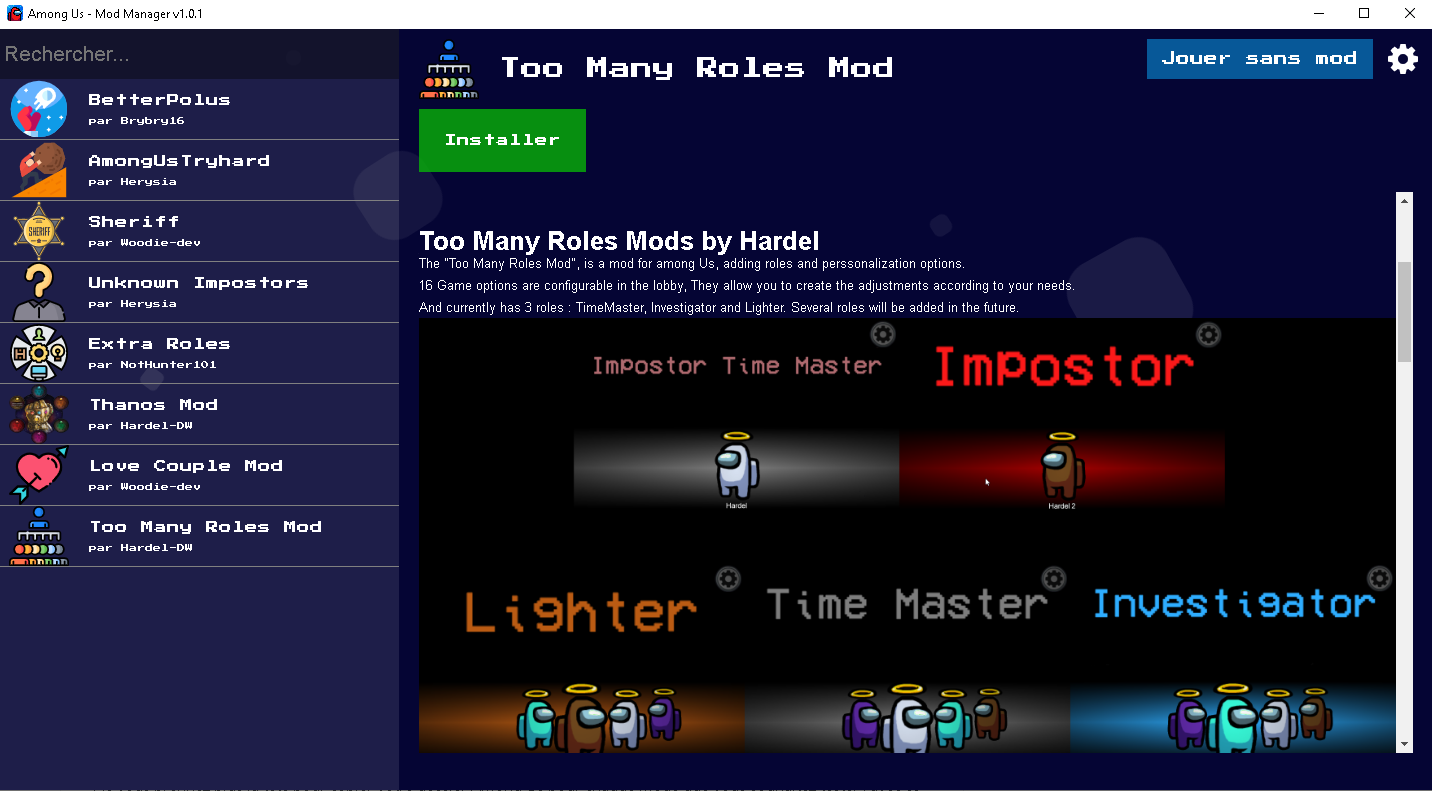 Among Us - Mod Manager v1.0.1
Rechercher...
BetterPolus
par Brybry16
AmongUsTryhard
par Herysia
Sheriff
par Woodie-dev
Unknown Impostors
par Herysia
Extra Roles
par NotHunter101
Thanos Mod
par Hardel-DW
Love Couple Mod
par Woodie-dev
Too Many Roles Mod
par Hardel-DW
SHERIFF
Too Many Roles Mod
Jouer sans mod
Installer
Too Many Roles Mods by Hardel
The "Too Many Roles Mod", is a mod for among Us, adding roles and perssonalization options.
16 Game options are configurable in the lobby, They allow you to create the adjustments according to your needs.
And currently has 3 roles : TimeMaster, Investigator and Lighter. Several roles will be added in the future.
Impostor Time Master
Impostor
Hardel
Hardel 2
Lighter
Time Master
Investigator